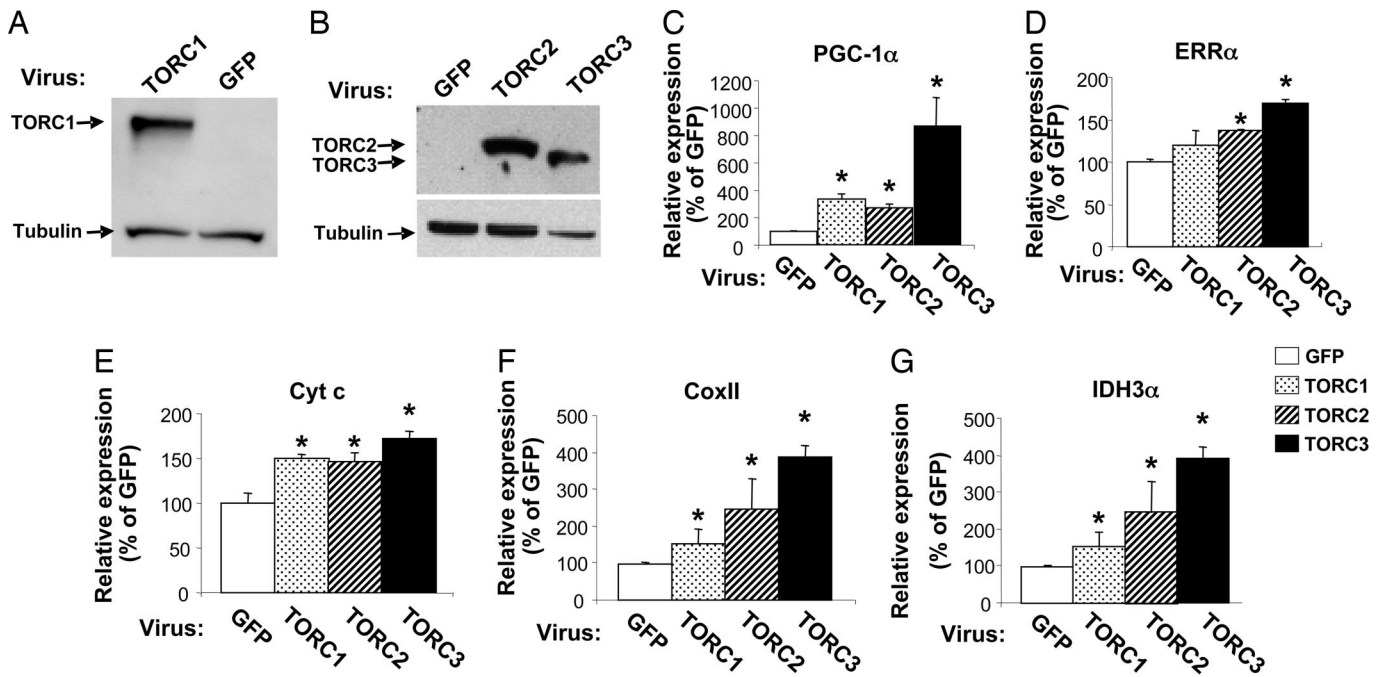 A
Virus:
TORC1
GFP
TORC1
Tubulin
B
Virus:
GFP
TORC2
TORC3
TORC2
TORC3
Tubulin
C
PGC-1α
Relative expression
(% of GFP)
1200
1000
800
600
400
200
0
*
*
*
Virus:
GFP
TORC1
TORC2
TORC3
D
ERRα
Relative expression
(% of GFP)
200
150
100
50
0
*
*
Virus:
GFP
TORC1
TORC2
TORC3
E
Cyt c
Relative expression
(% of GFP)
200
150
100
50
0
*
*
*
Virus:
GFP
TORC1
TORC2
TORC3
F
CoxII
Relative expression
(% of GFP)
500
400
300
200
100
0
*
*
*
Virus:
GFP
TORC1
TORC2
TORC3
G
IDH3α
Relative expression
(% of GFP)
500
400
300
200
100
0
*
*
*
Virus:
GFP
TORC1
TORC2
TORC3
GFP
TORC1
TORC2
TORC3